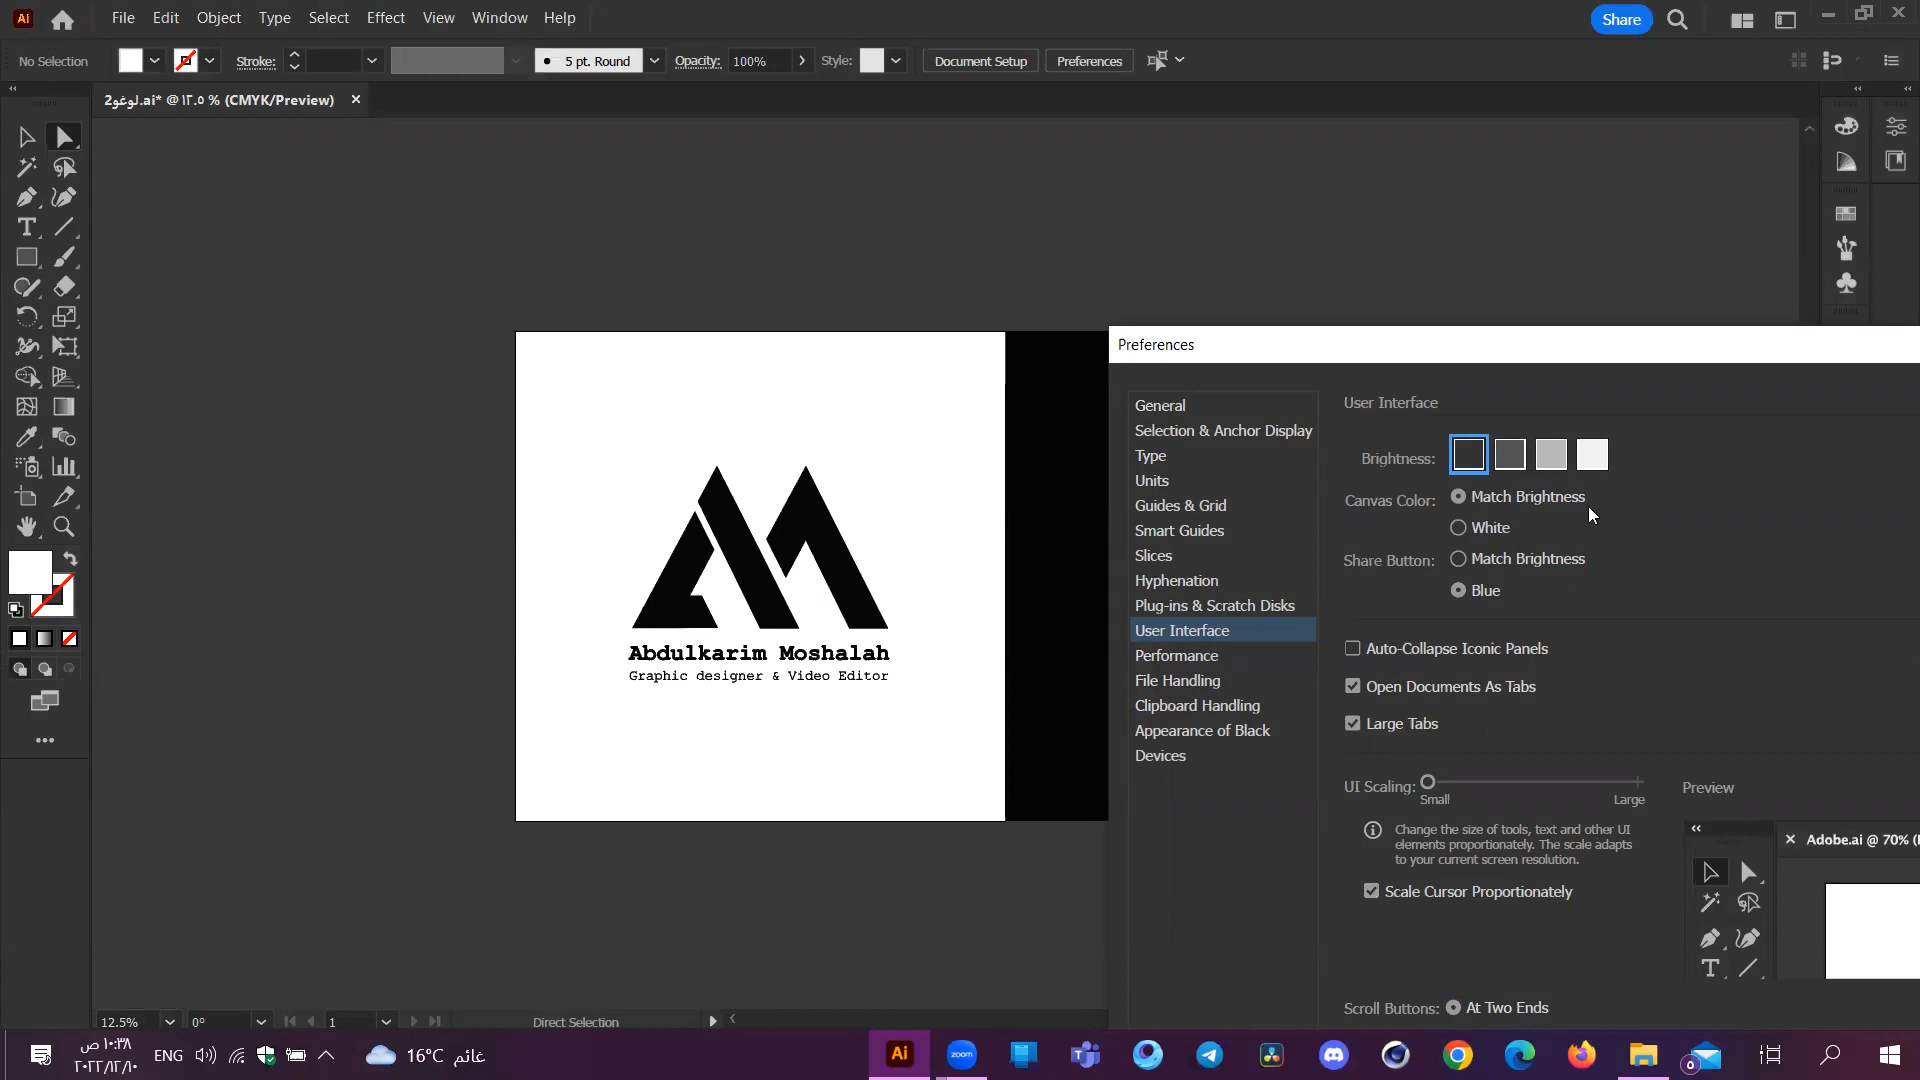 Ai
File Edit Object Type Select Effect View Window Help
Share
No Selection
Stroke:
5 pt. Round
Opacity: 100%
Style:
Document Setup
Preferences
لوغو2.ai* @ ١٢.٥ % (CMYK/Preview)
Preferences
General
Selection & Anchor Display
Type
Units
Guides & Grid
Smart Guides
Slices
Hyphenation
Plug-ins & Scratch Disks
User Interface
Performance
File Handling
Clipboard Handling
Appearance of Black
Devices
User Interface
Brightness:
Canvas Color: Match Brightness
White
Share Button: Match Brightness
Blue
Auto-Collapse Iconic Panels
Open Documents As Tabs
Large Tabs
UI Scaling:
Small Large
Change the size of tools, text and other UI
elements proportionately. The scale adapts
to your current screen resolution.
Scale Cursor Proportionately
Preview
Adobe.ai @ 70%
Scroll Buttons: At Two Ends
Abdulkarim Moshalah
Graphic designer & Video Editor
12.5% 0° 1 Direct Selection
١٠:٣٨ ص
٢٠٢٢/١٢/١٠
ENG
16°C غائم
Ai
zoom